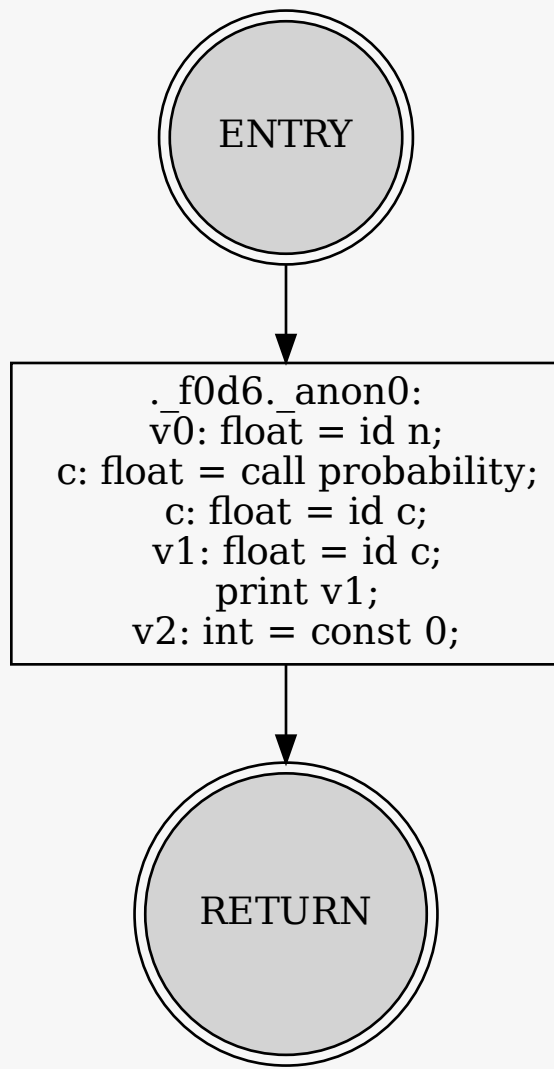 ENTRY
._f0d6._anon0:
v0: float = id n;
c: float = call probability;
c: float = id c;
v1: float = id c;
print v1;
v2: int = const 0;
RETURN